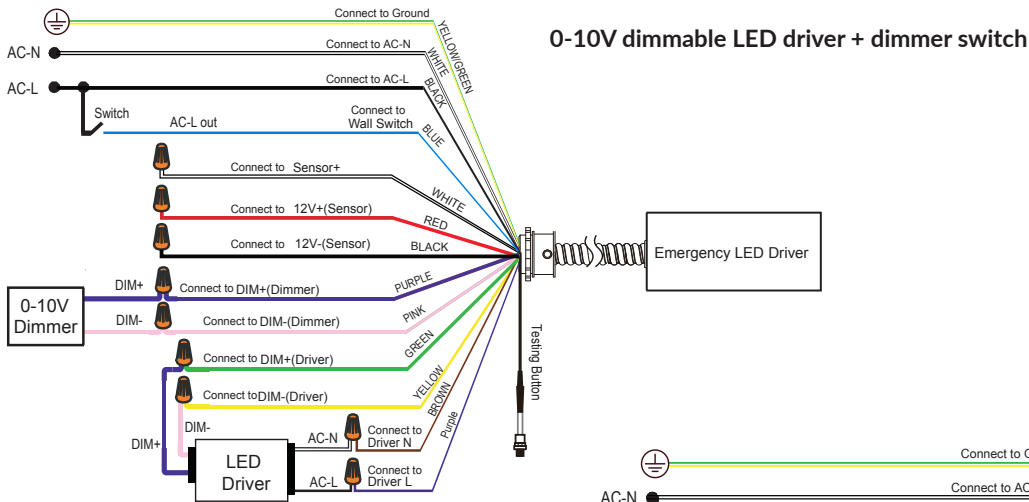 0-10V dimmable LED driver + dimmer switch
Connect to Ground
YELLOW/GREEN
AC-N
Connect to AC-N
WHITE
AC-L
Connect to AC-L
BLACK
Switch
AC-L out
Connect to
Wall Switch
BLUE
Connect to Sensor+
WHITE
Connect to 12V+(Sensor)
RED
Connect to 12V-(Sensor)
BLACK
Emergency LED Driver
DIM+
Connect to DIM+(Dimmer)
PURPLE
0-10V
Dimmer
DIM-
Connect to DIM-(Dimmer)
PINK
Connect to DIM+(Driver)
GREEN
Testing Button
Connect to DIM-(Driver)
YELLOW
BROWN
Purple
DIM+
DIM-
AC-N
Connect to
Driver N
LED
Driver
AC-L
Connect to
Driver L
Connect to
AC-N
Connect to AC